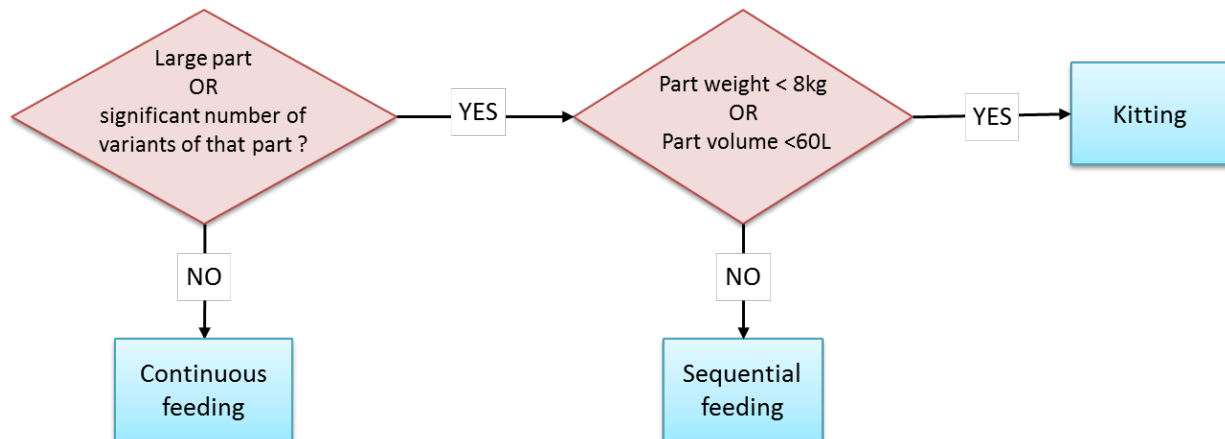 Large part
OR
significant number of
variants of that part ?
YES
Part weight < 8kg
OR
Part volume <60L
YES
Kitting
NO
NO
Continuous
feeding
Sequential
feeding